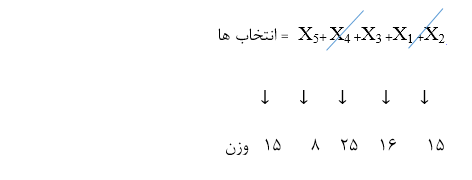 انتخاب ها = X₅+ X₄ +X₃ +X₁ +X₂
↓ ↓ ↓ ↓ ↓
وزن ۱۵ ۸ ۲۵ ۱۶ ۱۵